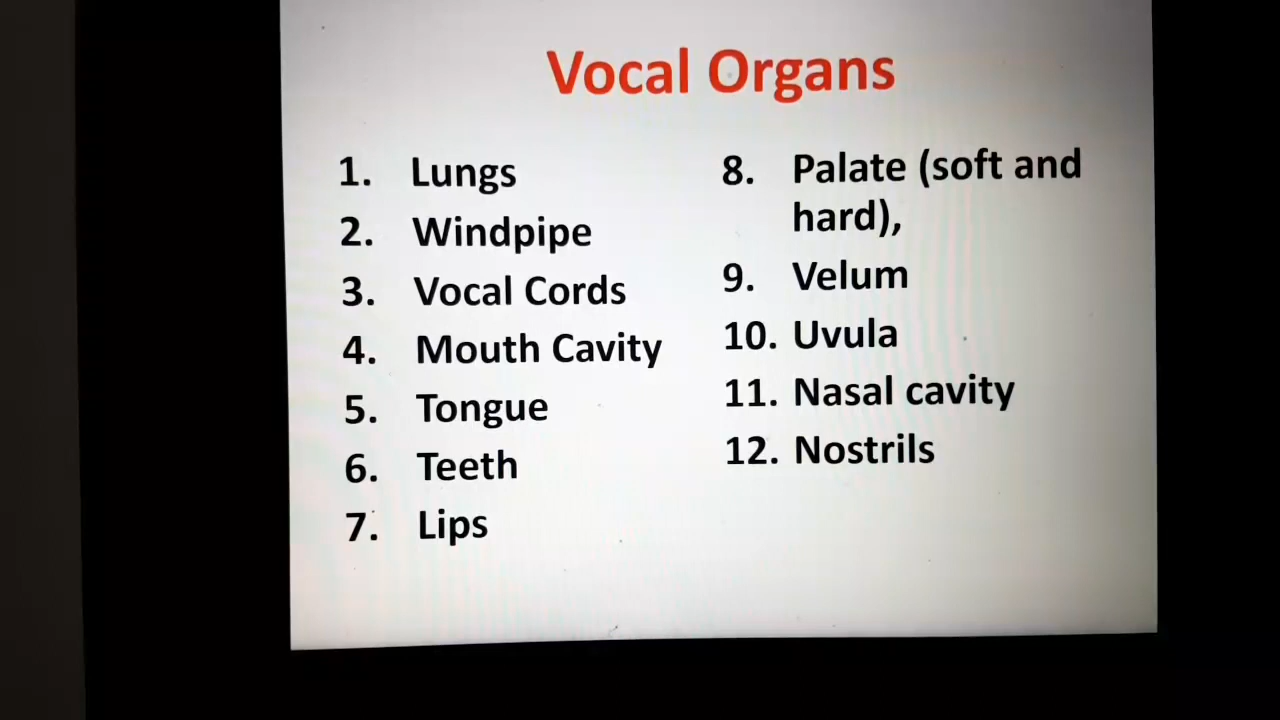 Vocal Organs
1. Lungs
2. Windpipe
3. Vocal Cords
4. Mouth Cavity
5. Tongue
6. Teeth
7. Lips
8. Palate (soft and
hard),
9. Velum
10. Uvula
11. Nasal cavity
12. Nostrils